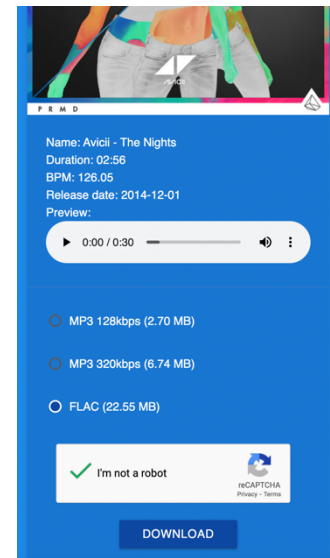 AVICII
PRMD
Name: Avicii - The Nights
Duration: 02:56
BPM: 126.05
Release date: 2014-12-01
Preview:
0:00 / 0:30
MP3 128kbps (2.70 MB)
MP3 320kbps (6.74 MB)
FLAC (22.55 MB)
I'm not a robot
reCAPTCHA
Privacy - Terms
DOWNLOAD